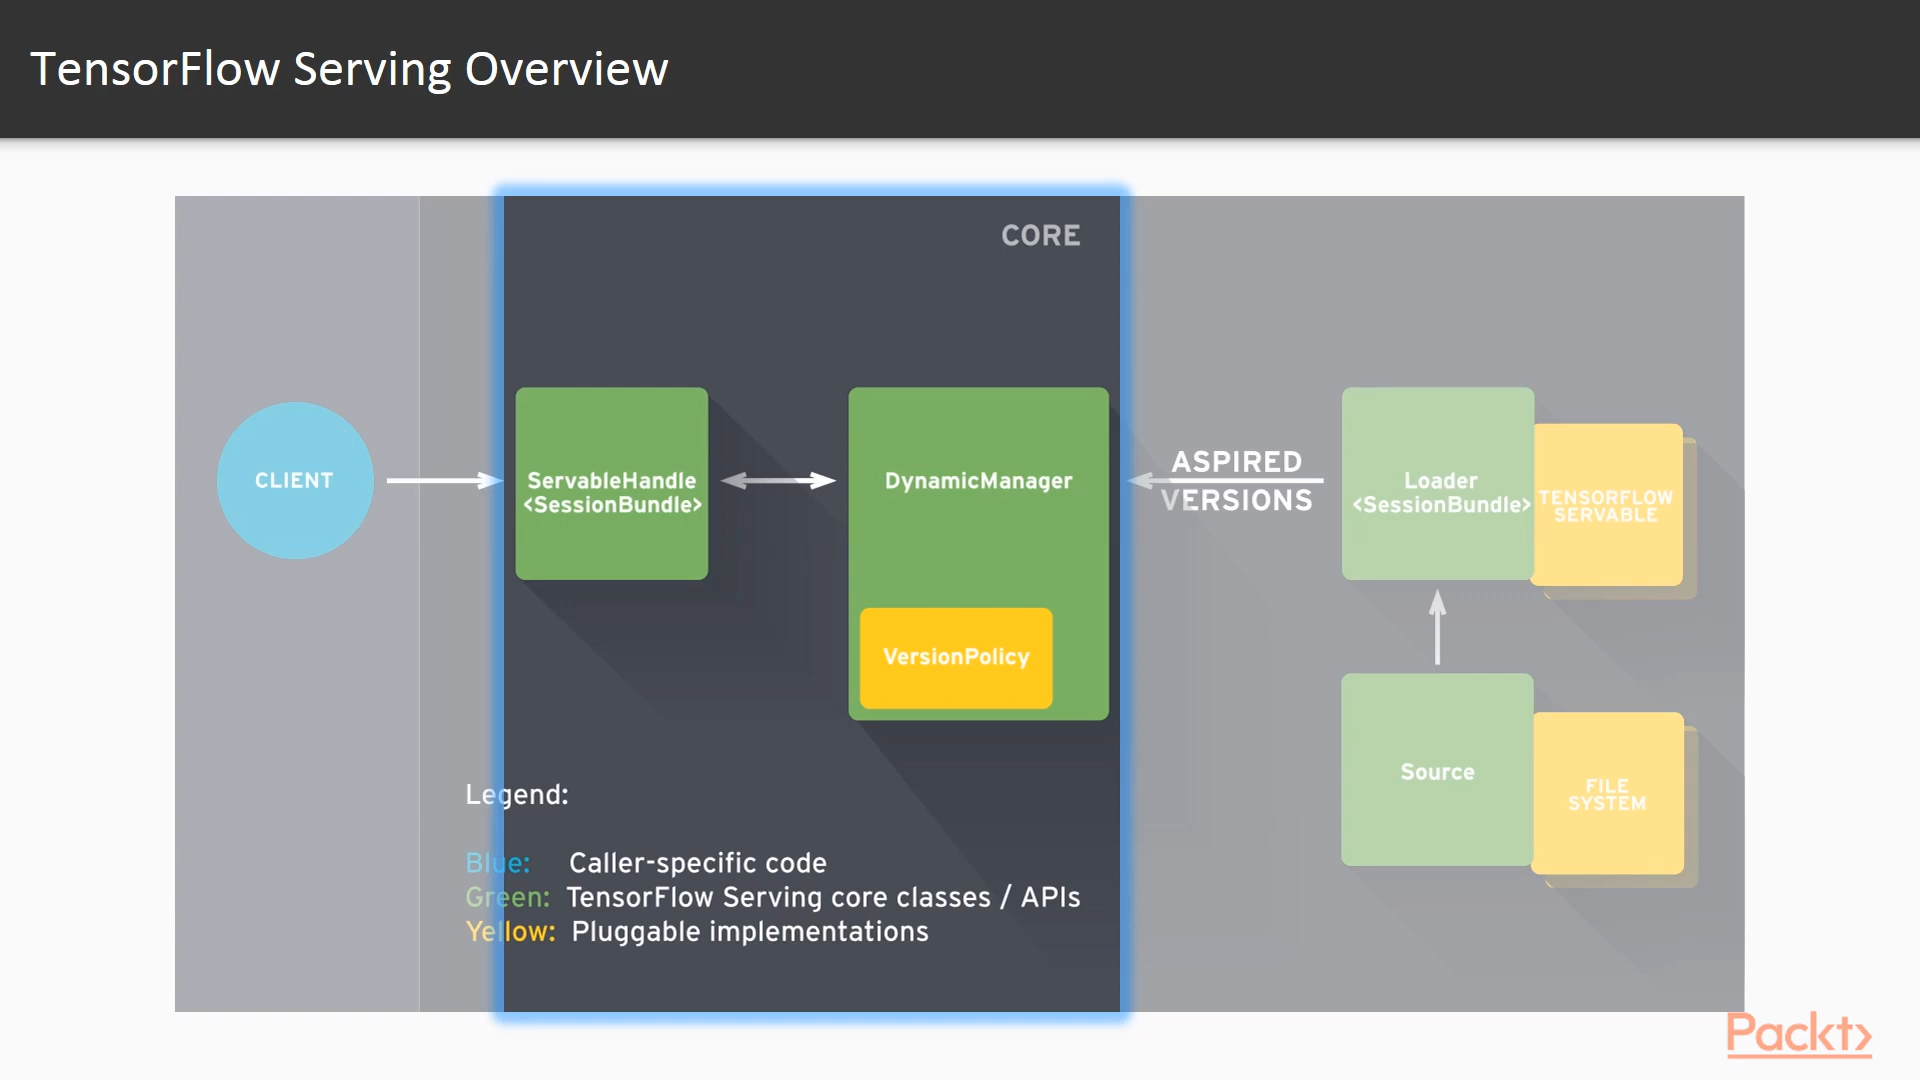 TensorFlow Serving Overview
CORE
CLIENT
ServableHandle
<SessionBundle>
DynamicManager
VersionPolicy
ASPIRED
VERSIONS
Loader
<SessionBundle>
TENSORFLOW
SERVABLE
Source
FILE
SYSTEM
Legend:
Blue: Caller-specific code
Green: TensorFlow Serving core classes / APIs
Yellow: Pluggable implementations
Packt>